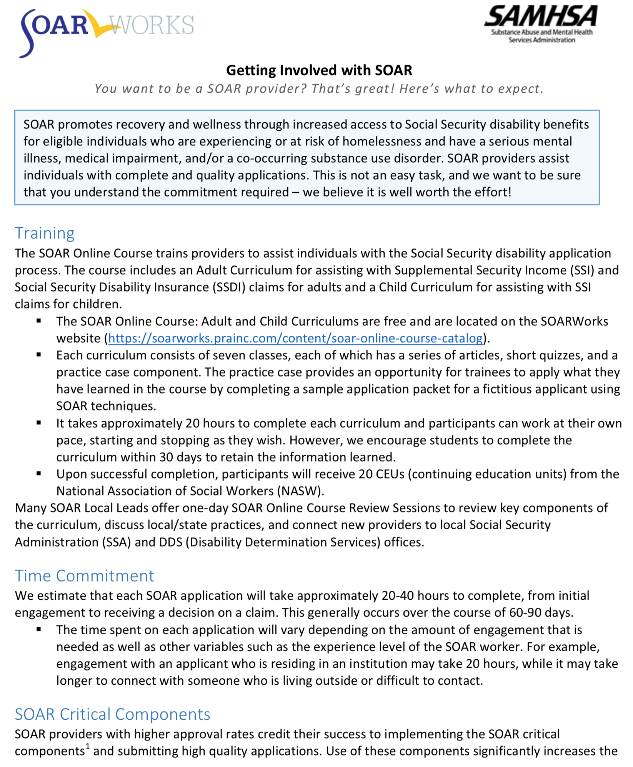 SOAR WORKS
SAMHSA
Substance Abuse and Mental Health
Services Administration
Getting Involved with SOAR
You want to be a SOAR provider? That's great! Here's what to expect.
SOAR promotes recovery and wellness through increased access to Social Security disability benefits
for eligible individuals who are experiencing or at risk of homelessness and have a serious mental
illness, medical impairment, and/or a co-occurring substance use disorder. SOAR providers assist
individuals with complete and quality applications. This is not an easy task, and we want to be sure
that you understand the commitment required – we believe it is well worth the effort!
Training
The SOAR Online Course trains providers to assist individuals with the Social Security disability application
process. The course includes an Adult Curriculum for assisting with Supplemental Security Income (SSI) and
Social Security Disability Insurance (SSDI) claims for adults and a Child Curriculum for assisting with SSI
claims for children.
▪ The SOAR Online Course: Adult and Child Curriculums are free and are located on the SOARWorks
website (https://soarworks.prainc.com/content/soar-online-course-catalog).
▪ Each curriculum consists of seven classes, each of which has a series of articles, short quizzes, and a
practice case component. The practice case provides an opportunity for trainees to apply what they
have learned in the course by completing a sample application packet for a fictitious applicant using
SOAR techniques.
▪ It takes approximately 20 hours to complete each curriculum and participants can work at their own
pace, starting and stopping as they wish. However, we encourage students to complete the
curriculum within 30 days to retain the information learned.
▪ Upon successful completion, participants will receive 20 CEUs (continuing education units) from the
National Association of Social Workers (NASW).
Many SOAR Local Leads offer one-day SOAR Online Course Review Sessions to review key components of
the curriculum, discuss local/state practices, and connect new providers to local Social Security
Administration (SSA) and DDS (Disability Determination Services) offices.
Time Commitment
We estimate that each SOAR application will take approximately 20-40 hours to complete, from initial
engagement to receiving a decision on a claim. This generally occurs over the course of 60-90 days.
▪ The time spent on each application will vary depending on the amount of engagement that is
needed as well as other variables such as the experience level of the SOAR worker. For example,
engagement with an applicant who is residing in an institution may take 20 hours, while it may take
longer to connect with someone who is living outside or difficult to contact.
SOAR Critical Components
SOAR providers with higher approval rates credit their success to implementing the SOAR critical
components¹ and submitting high quality applications. Use of these components significantly increases the